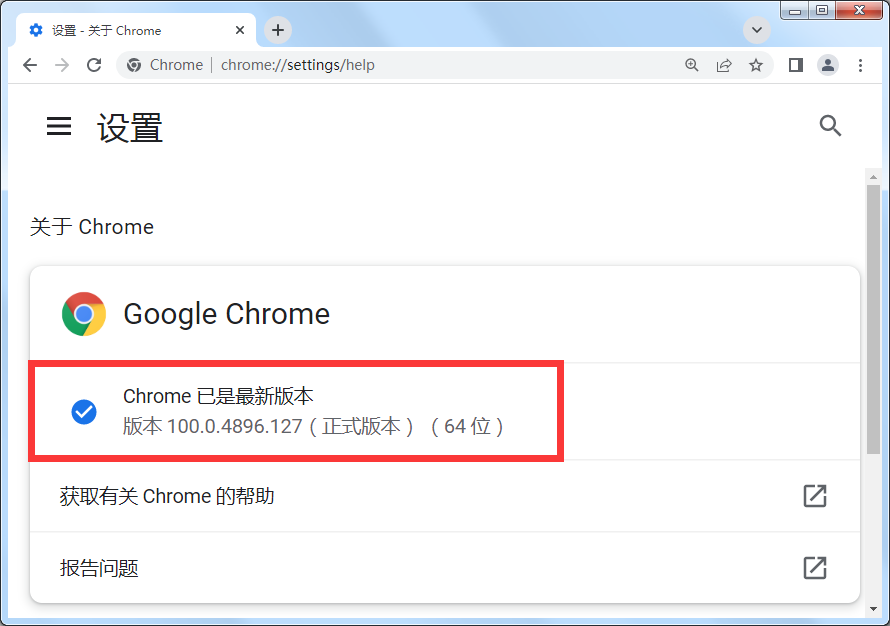 设置 - 关于 Chrome
Chrome | chrome://settings/help
设置
关于 Chrome
Google Chrome
Chrome 已是最新版本
版本 100.0.4896.127（正式版本）（64 位）
获取有关 Chrome 的帮助
报告问题